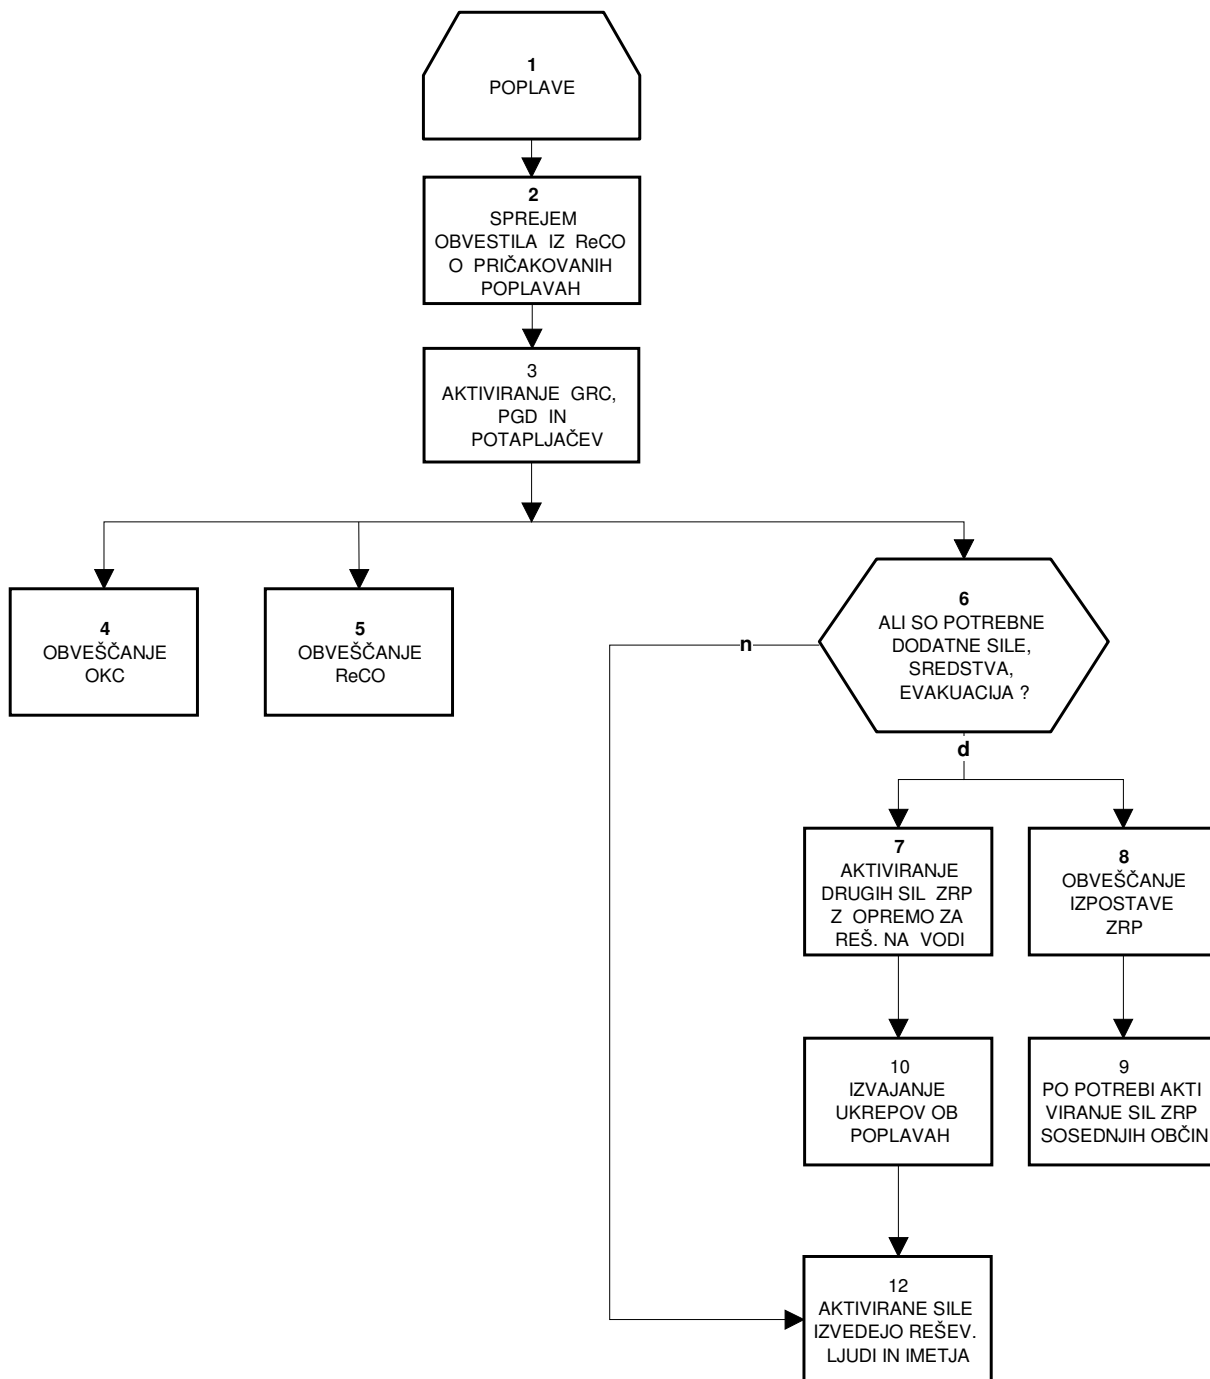 1
POPLAVE
2
SPREJEM
OBVESTILA IZ ReCO
O PRIČAKOVANIH
POPLAVAH
3
AKTIVIRANJE GRC,
PGD IN
POTAPLJAČEV
4
OBVEŠČANJE
OKC
5
OBVEŠČANJE
ReCO
6
ALI SO POTREBNE
DODATNE SILE,
SREDSTVA,
EVAKUACIJA ?
n
d
7
AKTIVIRANJE
DRUGIH SIL ZRP
Z OPREMO ZA
REŠ. NA VODI
8
OBVEŠČANJE
IZPOSTAVE
ZRP
10
IZVAJANJE
UKREPOV OB
POPLAVAH
9
PO POTREBI AKTI
VIRANJE SIL ZRP
SOSEDNJIH OBČIN
12
AKTIVIRANE SILE
IZVEDEJO REŠEV.
LJUDI IN IMETJA